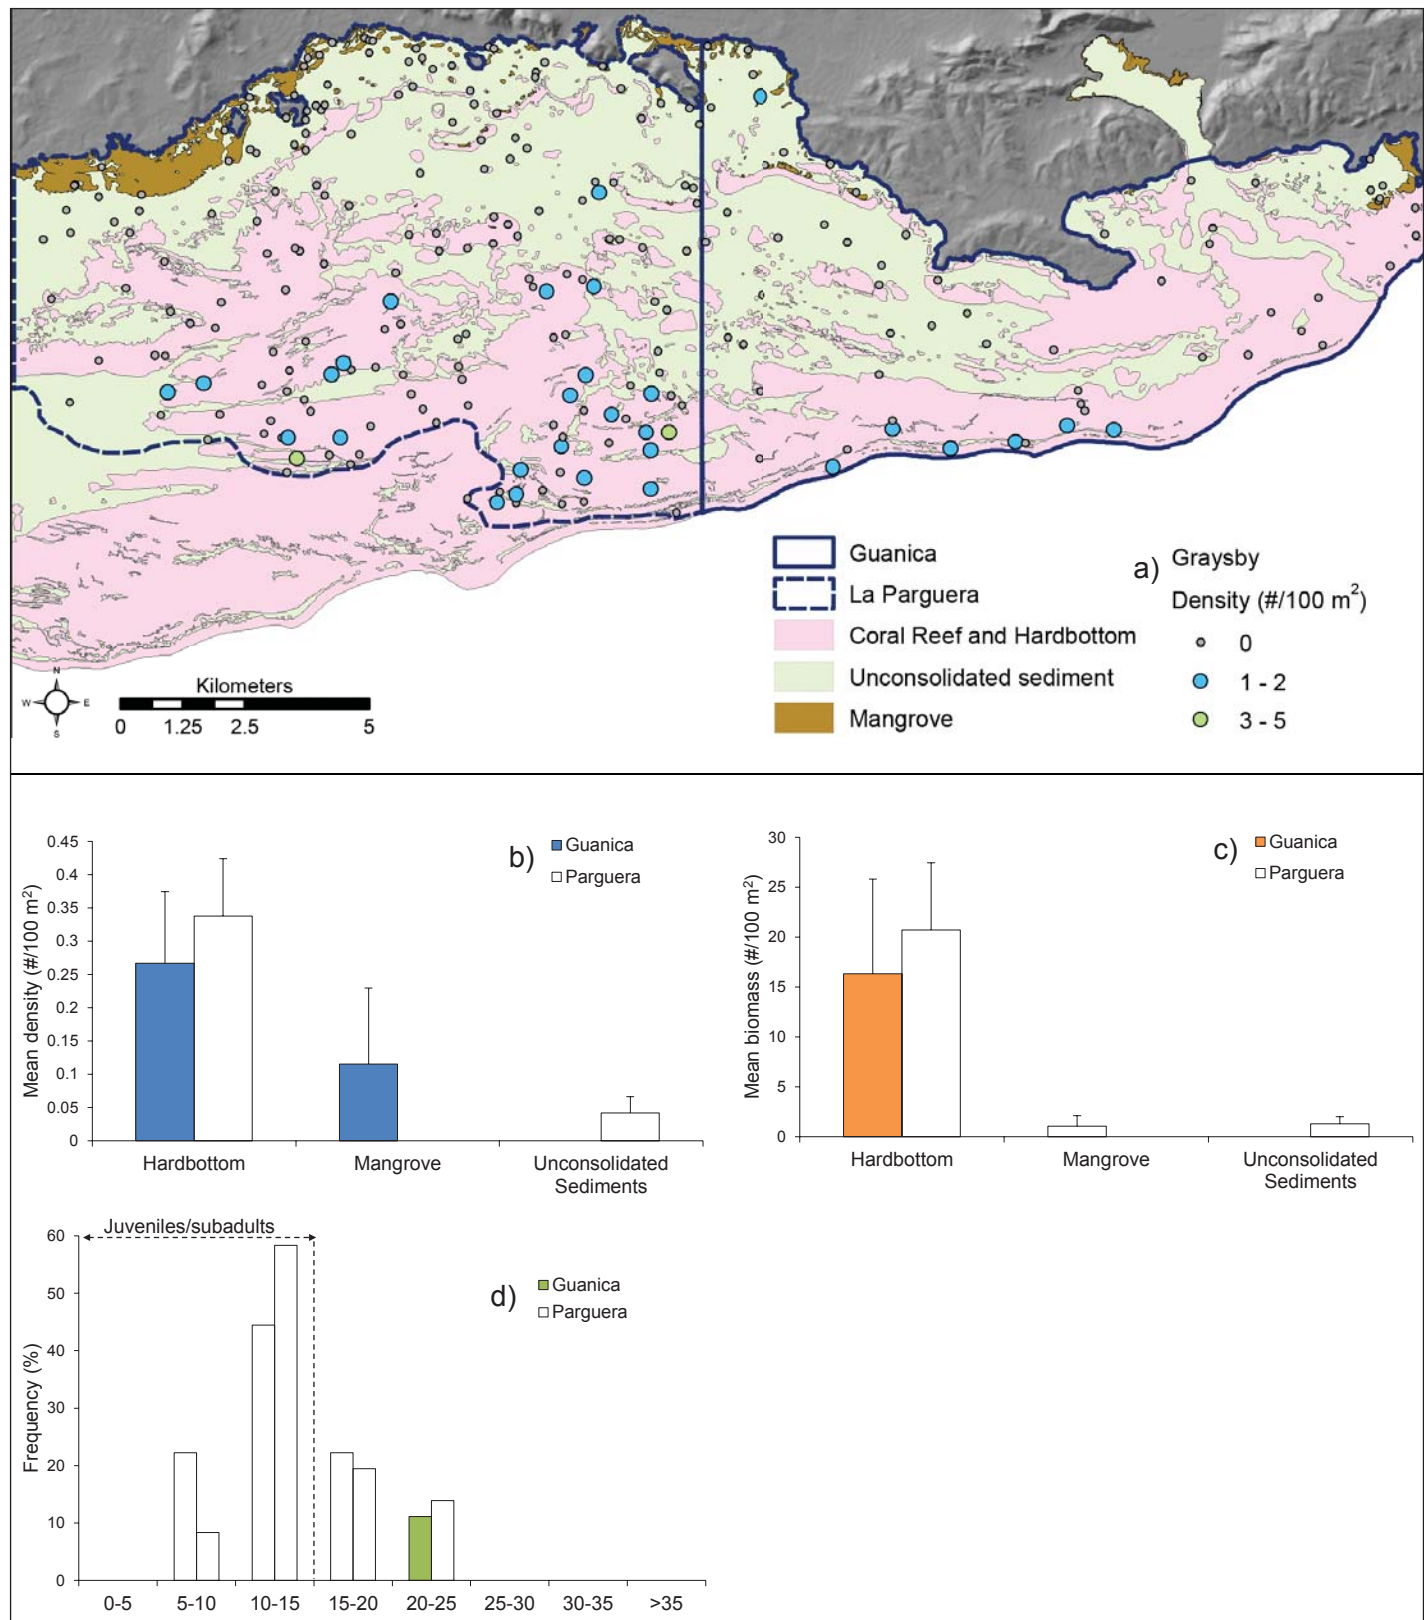 Guanica
La Parguera
Coral Reef and Hardbottom
Unconsolidated sediment
Mangrove
a) Graysby
Density (#/100 m²)
0
1 - 2
3 - 5
N
W E
S
Kilometers
0 1.25 2.5 5
b)
Guanica
Parguera
Mean density (#/100 m²)
0.45
0.4
0.35
0.3
0.25
0.2
0.15
0.1
0.05
0
Hardbottom Mangrove Unconsolidated
Sediments
c)
Guanica
Parguera
Mean biomass (#/100 m²)
30
25
20
15
10
5
0
Hardbottom Mangrove Unconsolidated
Sediments
Juveniles/subadults
d)
Guanica
Parguera
Frequency (%)
60
50
40
30
20
10
0
0-5 5-10 10-15 15-20 20-25 25-30 30-35 >35